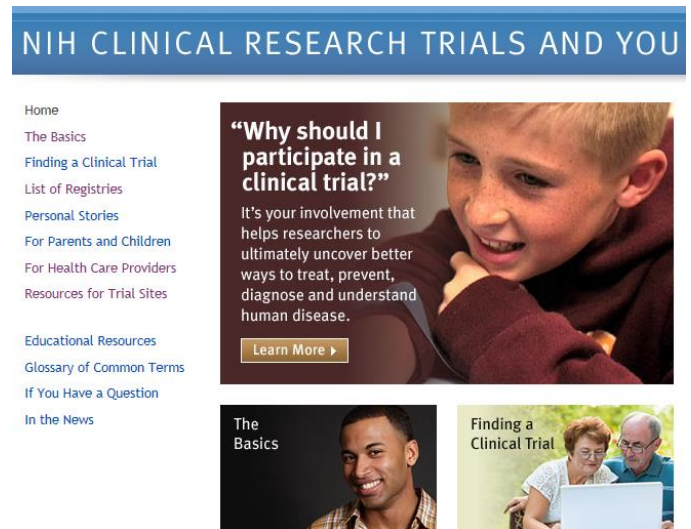 NIH CLINICAL RESEARCH TRIALS AND YOU
Home
The Basics
Finding a Clinical Trial
List of Registries
Personal Stories
For Parents and Children
For Health Care Providers
Resources for Trial Sites
Educational Resources
Glossary of Common Terms
If You Have a Question
In the News
“Why should I
participate in a
clinical trial?”
It’s your involvement that
helps researchers to
ultimately uncover better
ways to treat, prevent,
diagnose and understand
human disease.
Learn More
The
Basics
Finding a
Clinical Trial